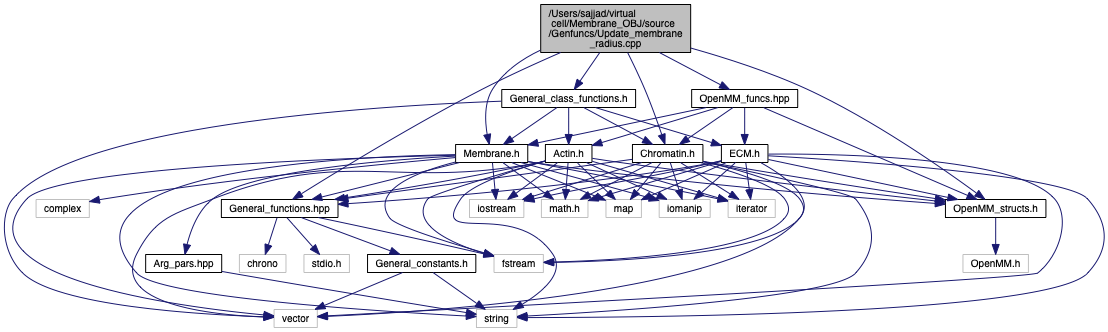 /Users/sajjad/virtual
cell/Membrane_OBJ/source
/Genfuncs/Update_membrane
_radius.cpp
General_class_functions.h
OpenMM_funcs.hpp
Membrane.h
Actin.h
Chromatin.h
ECM.h
complex
General_functions.hpp
iostream
math.h
map
iomanip
iterator
OpenMM_structs.h
Arg_pars.hpp
chrono
stdio.h
General_constants.h
fstream
OpenMM.h
vector
string